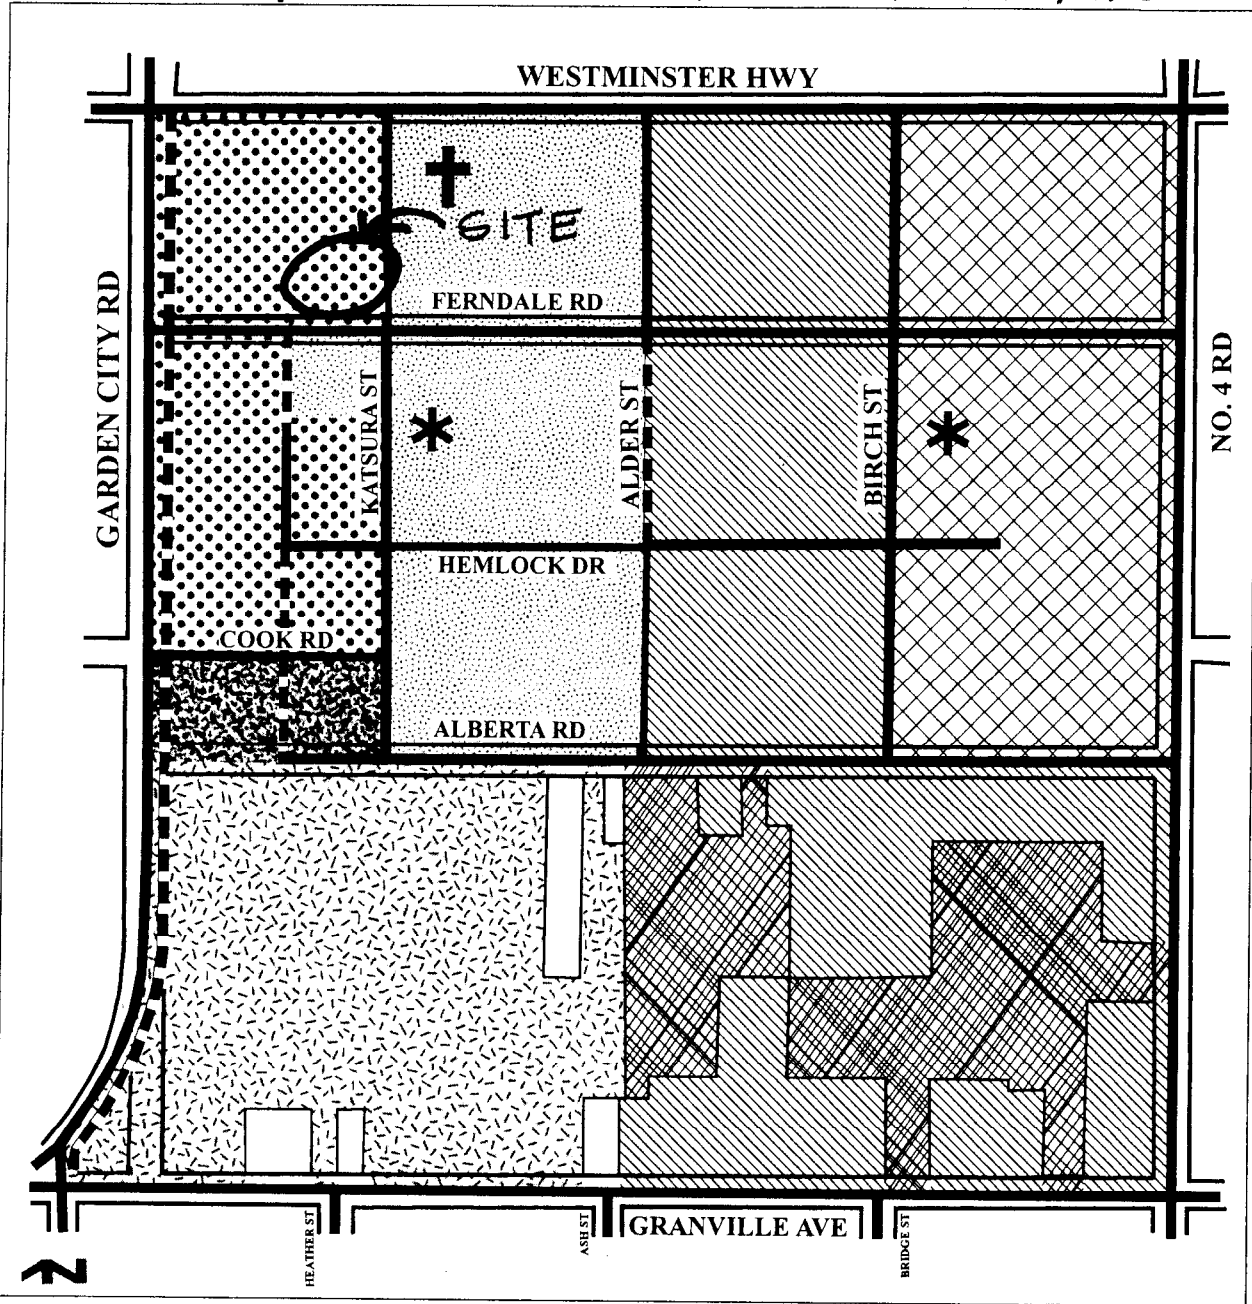 WESTMINSTER HWY
SITE
FERNDALE RD
GARDEN CITY RD
KATSURA ST
ALDER ST
BIRCH ST
NO. 4 RD
HEMLOCK DR
COOK RD
ALBERTA RD
HEATHER ST
ASH ST
GRANVILLE AVE
BRIDGE ST
N